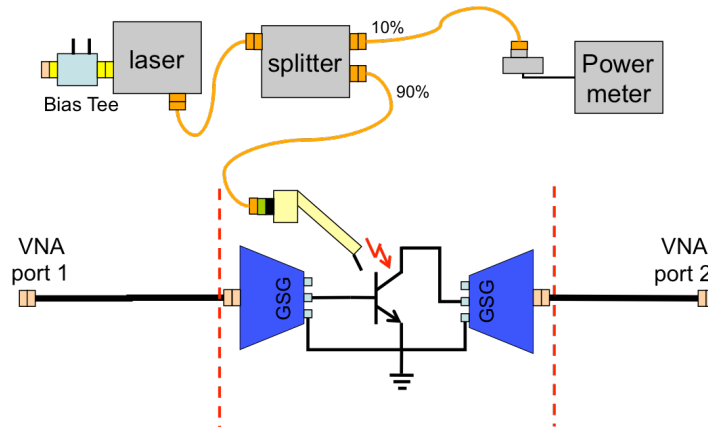 laser
Bias Tee
splitter
10%
90%
Power
meter
VNA
port 1
GSG
GSG
VNA
port 2